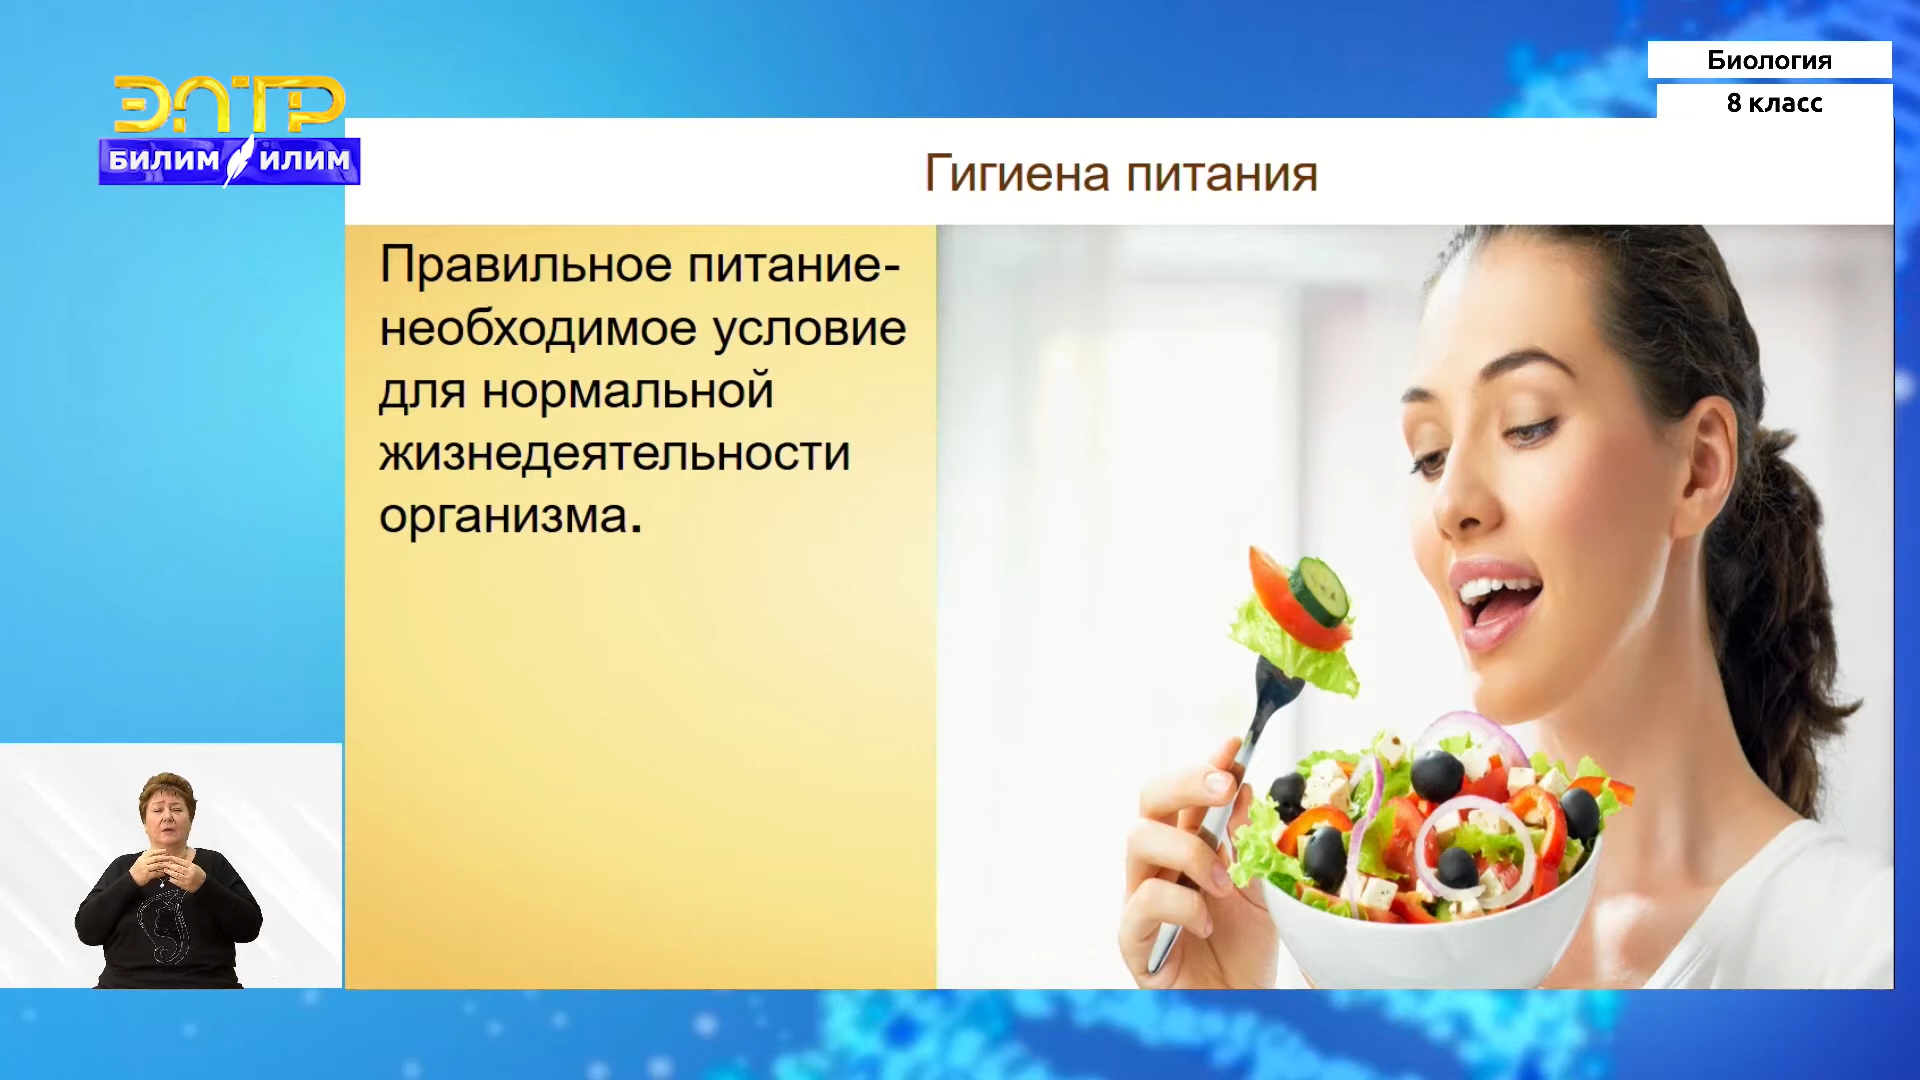 ЭЛТР
БИЛИМ ИЛИМ
Биология
8 класс
Гигиена питания
Правильное питание-
необходимое условие
для нормальной
жизнедеятельности
организма.